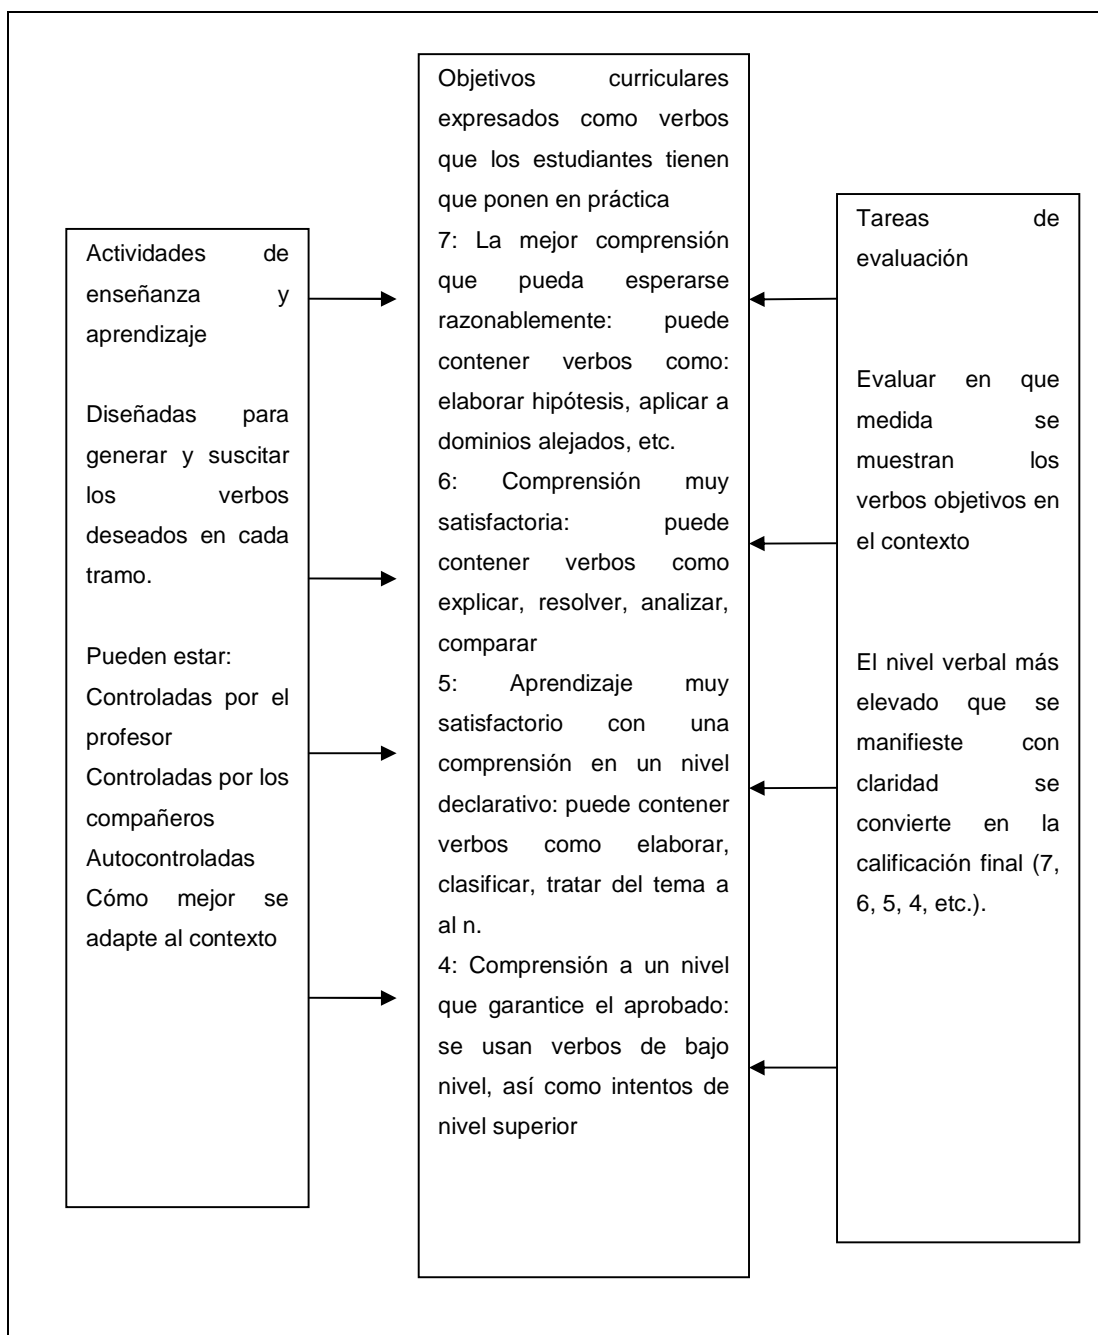 Actividades de
enseñanza y
aprendizaje
Diseñadas para
generar y suscitar
los verbos
deseados en cada
tramo.
Pueden estar:
Controladas por el
profesor
Controladas por los
compañeros
Autocontroladas
Cómo mejor se
adapte al contexto
Objetivos curriculares
expresados como verbos
que los estudiantes tienen
que ponen en práctica
7: La mejor comprensión
que pueda esperarse
razonablemente: puede
contener verbos como:
elaborar hipótesis, aplicar a
dominios alejados, etc.
6: Comprensión muy
satisfactoria: puede
contener verbos como
explicar, resolver, analizar,
comparar
5: Aprendizaje muy
satisfactorio con una
comprensión en un nivel
declarativo: puede contener
verbos como elaborar,
clasificar, tratar del tema a
al n.
4: Comprensión a un nivel
que garantice el aprobado:
se usan verbos de bajo
nivel, así como intentos de
nivel superior
Tareas de
evaluación
Evaluar en que
medida se
muestran los
verbos objetivos en
el contexto
El nivel verbal más
elevado que se
manifieste con
claridad se
convierte en la
calificación final (7,
6, 5, 4, etc.).